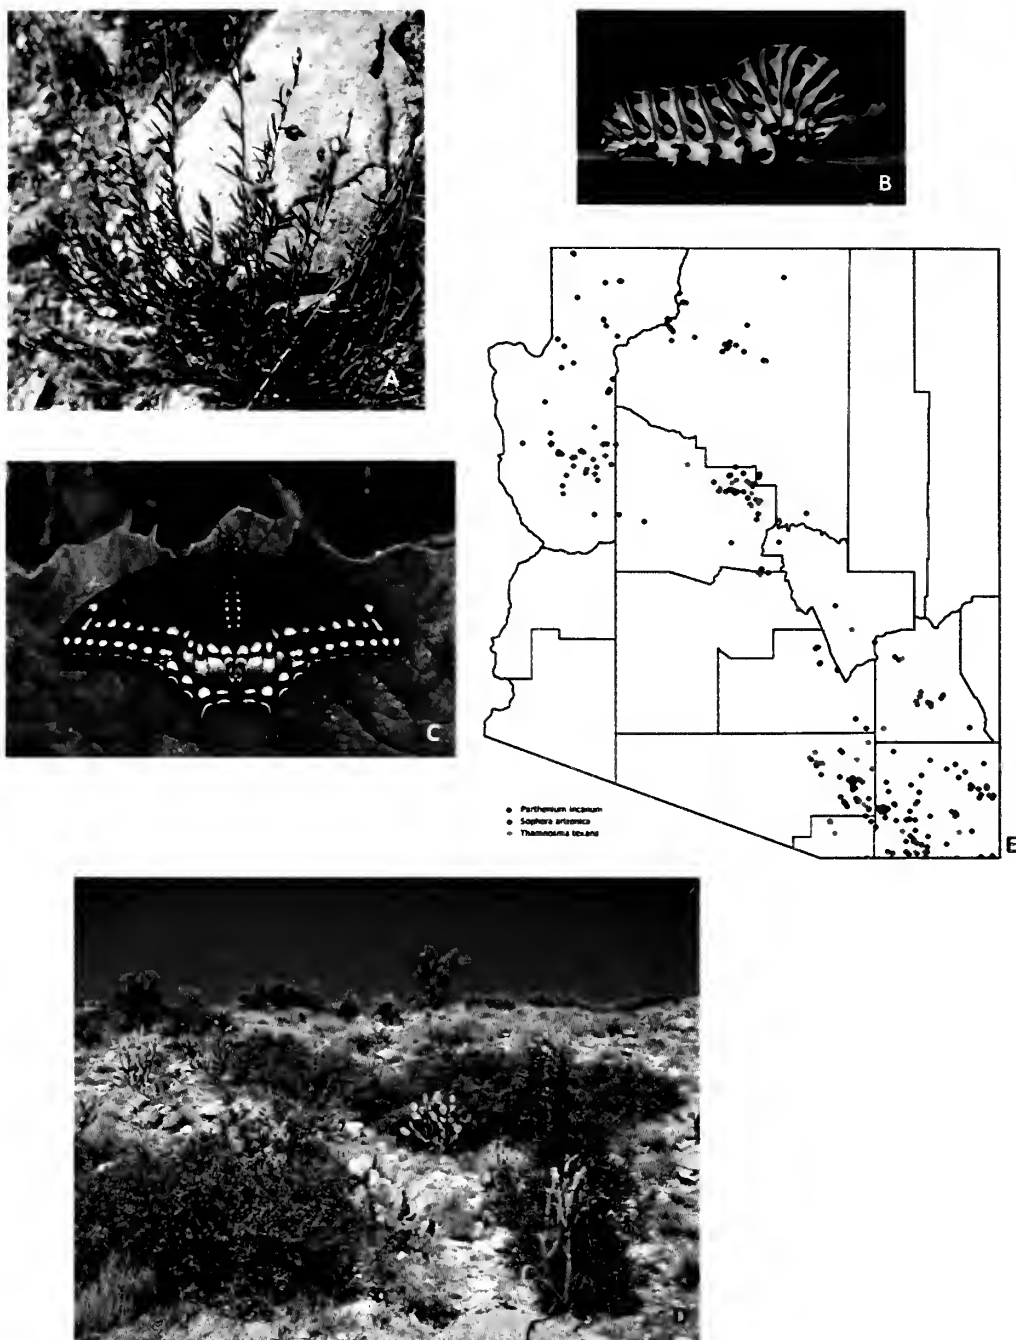 A
B
C
• Parthenium incanum
• Sophora arizonica
• Thamnosma texana
E
D